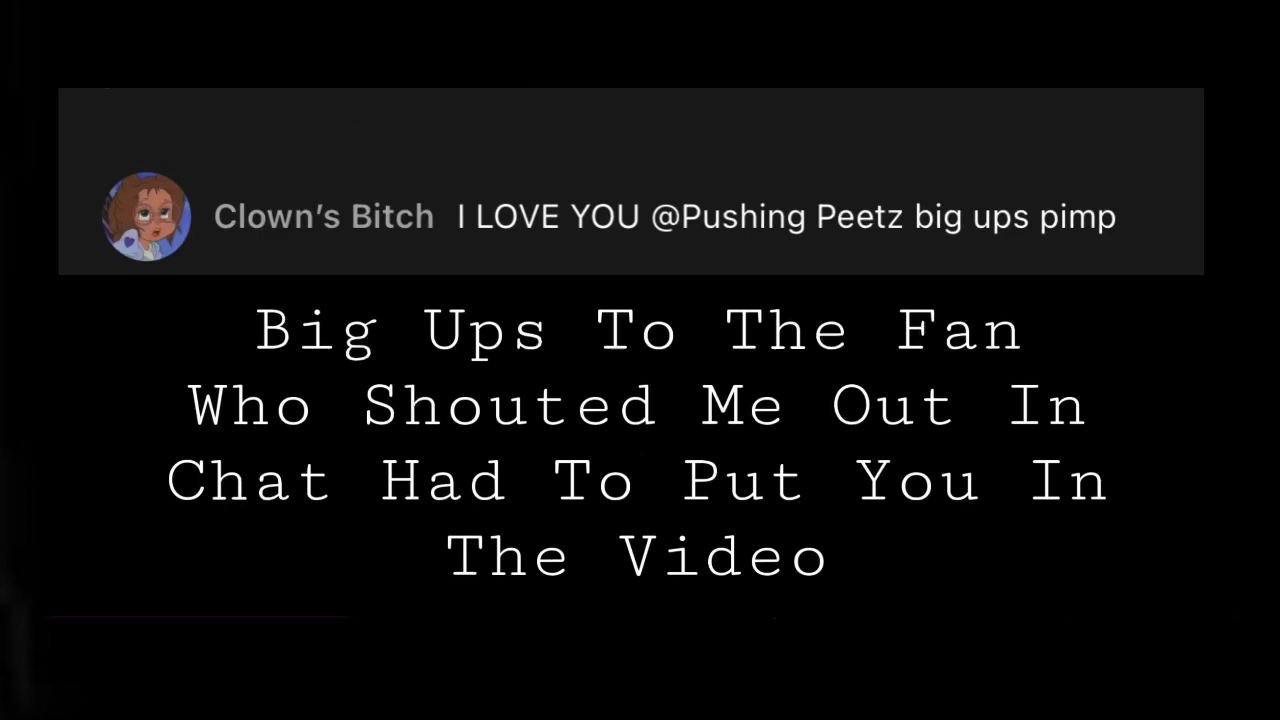 Clown’s Bitch I LOVE YOU @Pushing Peetz big ups pimp
Big Ups To The Fan
Who Shouted Me Out In
Chat Had To Put You In
The Video